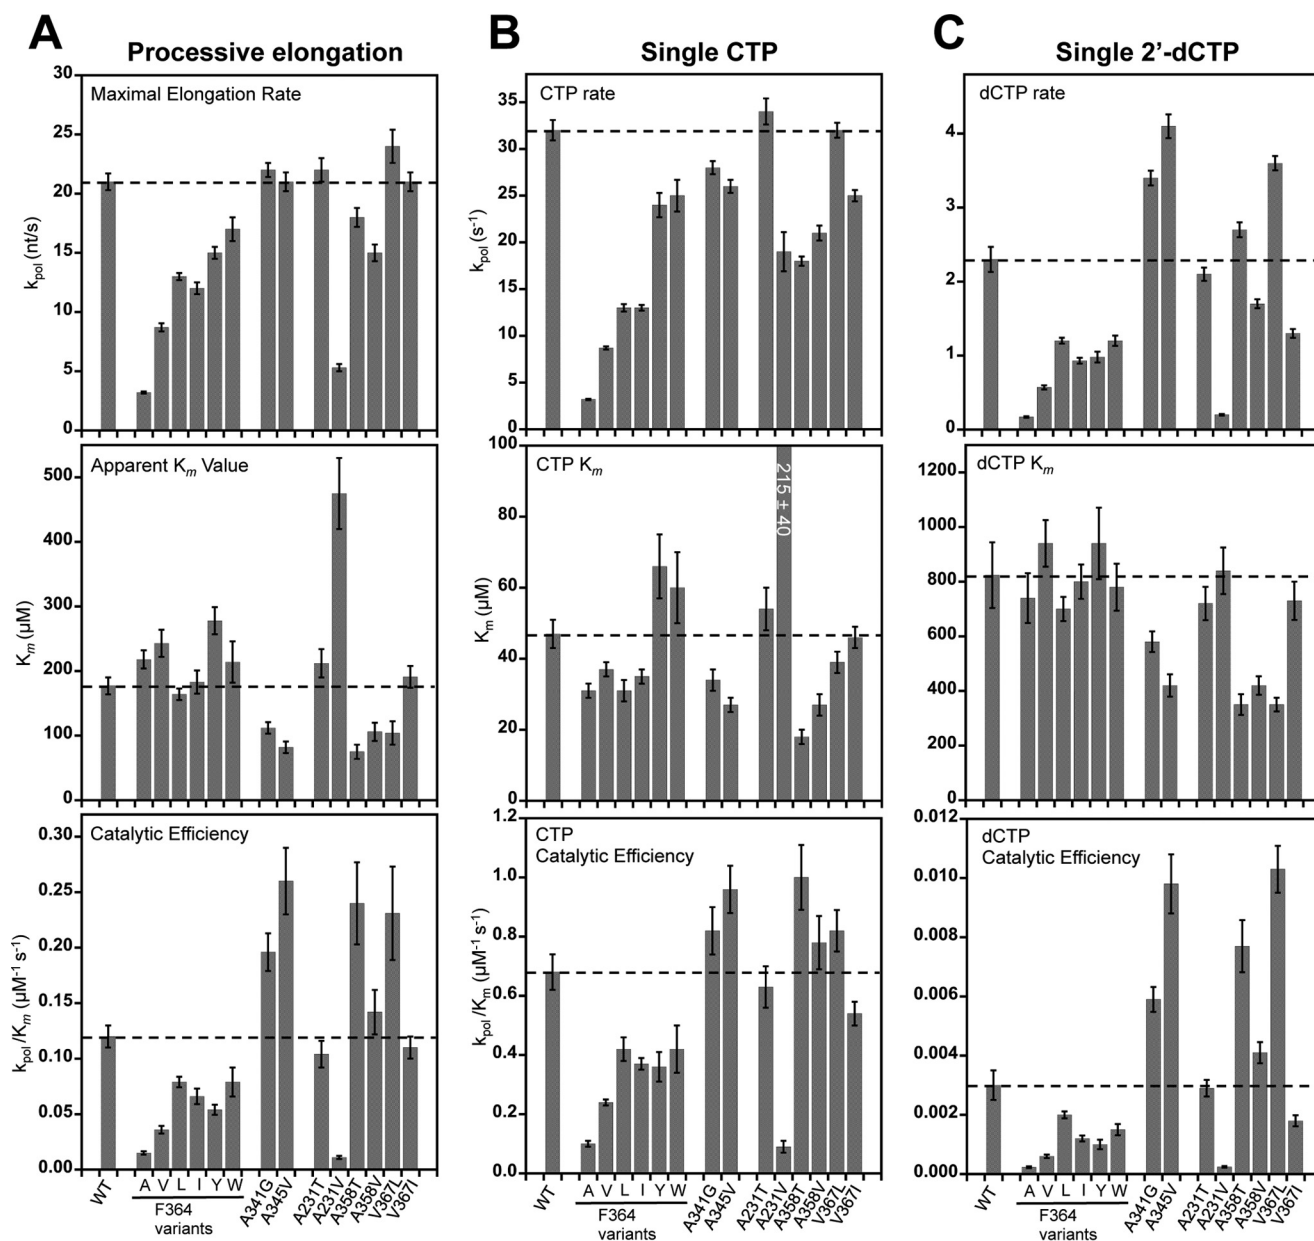 A
Processive elongation
B
Single CTP
C
Single 2'-dCTP
Maximal Elongation Rate
30
25
20
15
10
5
0
k_pol (nt/s)
CTP rate
35
30
25
20
15
10
5
0
k_pol (s⁻¹)
dCTP rate
4
3
2
1
0
Apparent K_m Value
500
400
300
200
100
0
K_m (µM)
CTP K_m
100
80
60
40
20
0
K_m (µM)
215 ± 40
dCTP K_m
1200
1000
800
600
400
200
0
Catalytic Efficiency
0.30
0.25
0.20
0.15
0.10
0.05
0.00
k_pol/K_m (µM⁻¹ s⁻¹)
CTP
Catalytic Efficiency
1.2
1.0
0.8
0.6
0.4
0.2
0.0
k_pol/K_m (µM⁻¹ s⁻¹)
dCTP
Catalytic Efficiency
0.012
0.010
0.008
0.006
0.004
0.002
0.000
WT
A V L I Y W
F364
variants
A341G
A345V
A231T
A231V
A358T
A358V
V367L
V367I
WT
A V L I Y W
F364
variants
A341G
A345V
A231T
A231V
A358T
A358V
V367L
V367I
WT
A V L I Y W
F364
variants
A341G
A345V
A231T
A231V
A358T
A358V
V367L
V367I